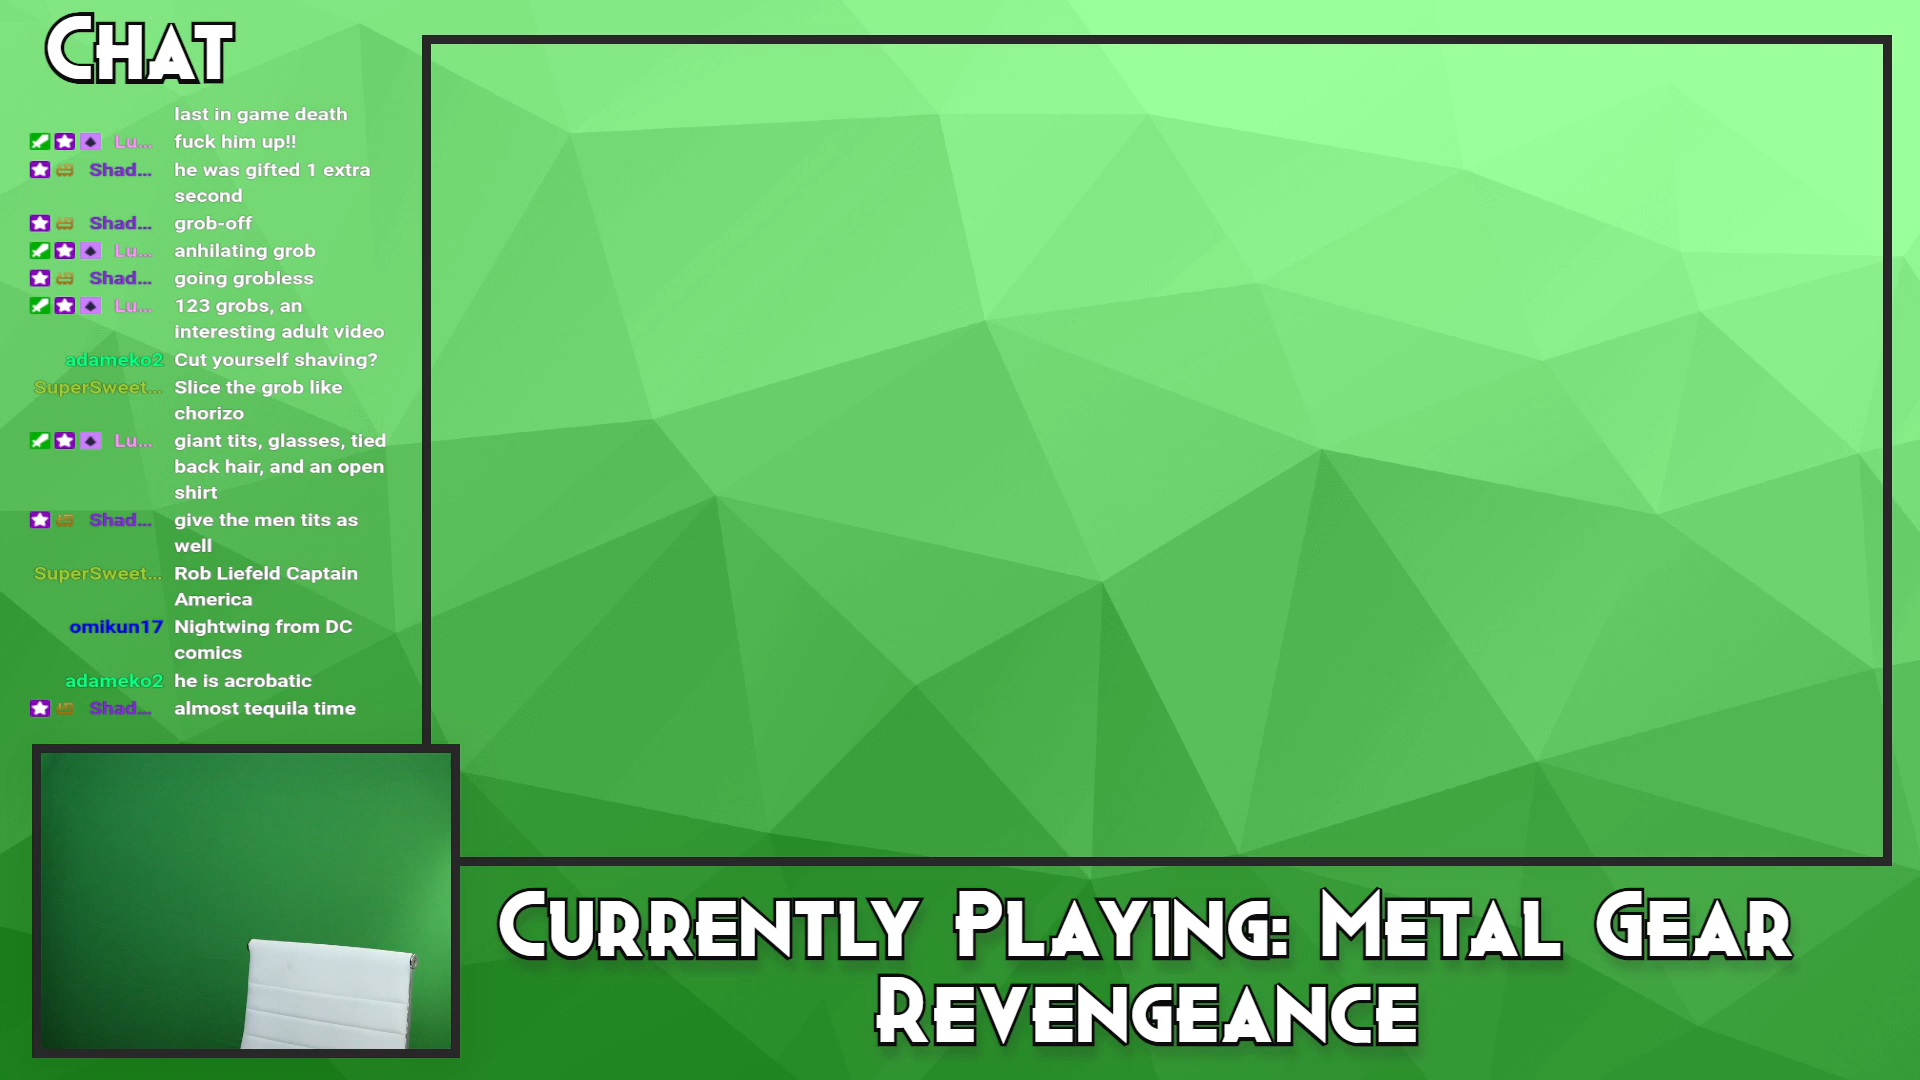 Chat
last in game death
Lu... fuck him up!!
Shad... he was gifted 1 extra
second
Shad... grob-off
Lu... anhilating grob
Shad... going grobless
Lu... 123 grobs, an
interesting adult video
adameko2 Cut yourself shaving?
SuperSweet... Slice the grob like
chorizo
Lu... giant tits, glasses, tied
back hair, and an open
shirt
Shad... give the men tits as
well
SuperSweet... Rob Liefeld Captain
America
omikun17 Nightwing from DC
comics
adameko2 he is acrobatic
Shad... almost tequila time
Currently Playing: Metal Gear
Revengeance